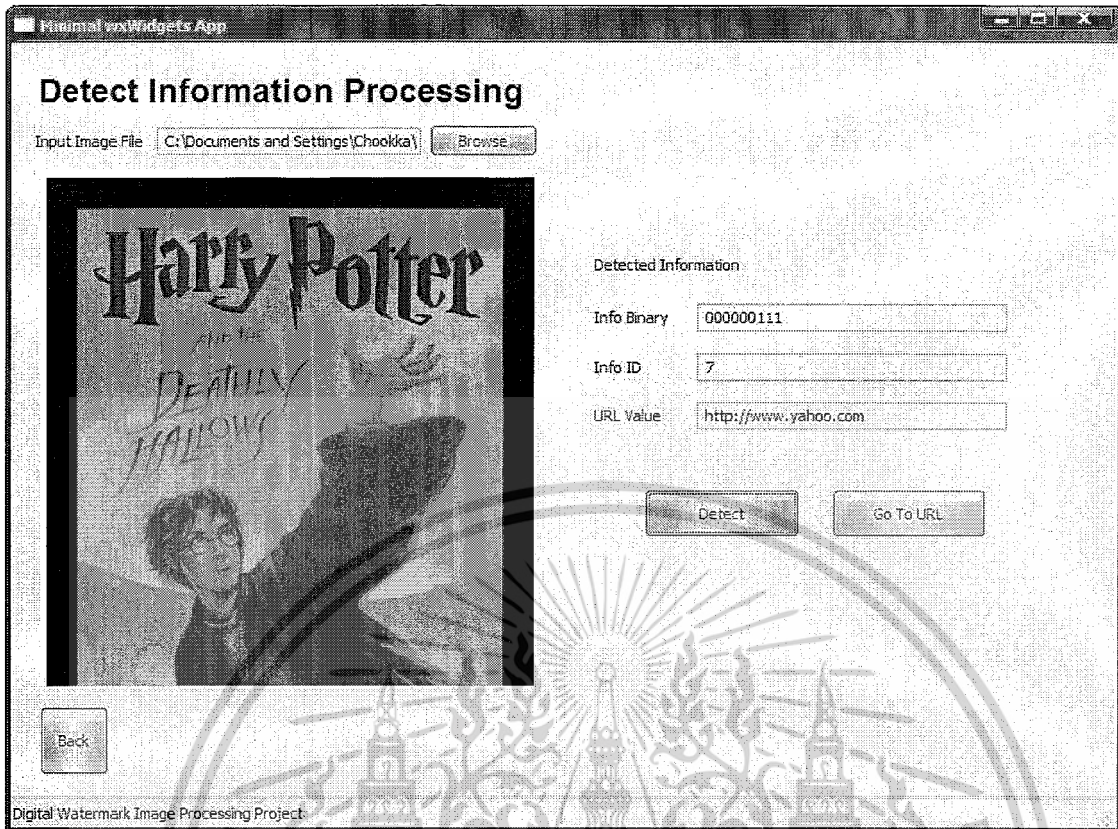 Minimal wxWidgets App
Detect Information Processing
Input Image File C:\Documents and Settings\Chookka\ Browse
Harry Potter
and the
DEATHLY
HALLOWS
Detected Information
Info Binary 000000111
Info ID 7
URL Value http://www.yahoo.com
Detect Go To URL
Back
Digital Watermark Image Processing Project